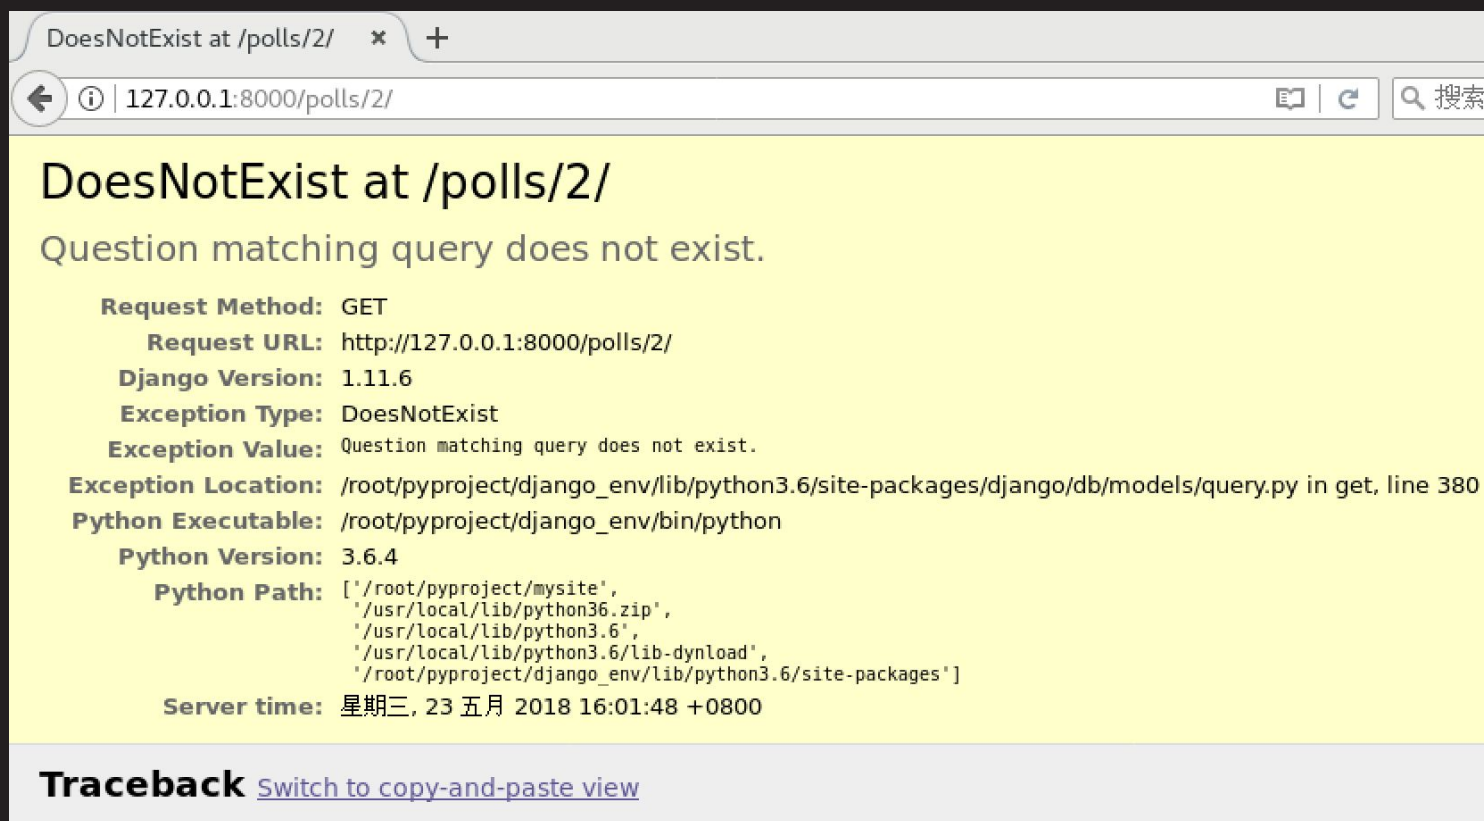 DoesNotExist at /polls/2/
127.0.0.1:8000/polls/2/
搜索
DoesNotExist at /polls/2/
Question matching query does not exist.
Request Method: GET
Request URL: http://127.0.0.1:8000/polls/2/
Django Version: 1.11.6
Exception Type: DoesNotExist
Exception Value: Question matching query does not exist.
Exception Location: /root/pyproject/django_env/lib/python3.6/site-packages/django/db/models/query.py in get, line 380
Python Executable: /root/pyproject/django_env/bin/python
Python Version: 3.6.4
Python Path: ['/root/pyproject/mysite',
'/usr/local/lib/python36.zip',
'/usr/local/lib/python3.6',
'/usr/local/lib/python3.6/lib-dynload',
'/root/pyproject/django_env/lib/python3.6/site-packages']
Server time: 星期三, 23 五月 2018 16:01:48 +0800
Traceback Switch to copy-and-paste view